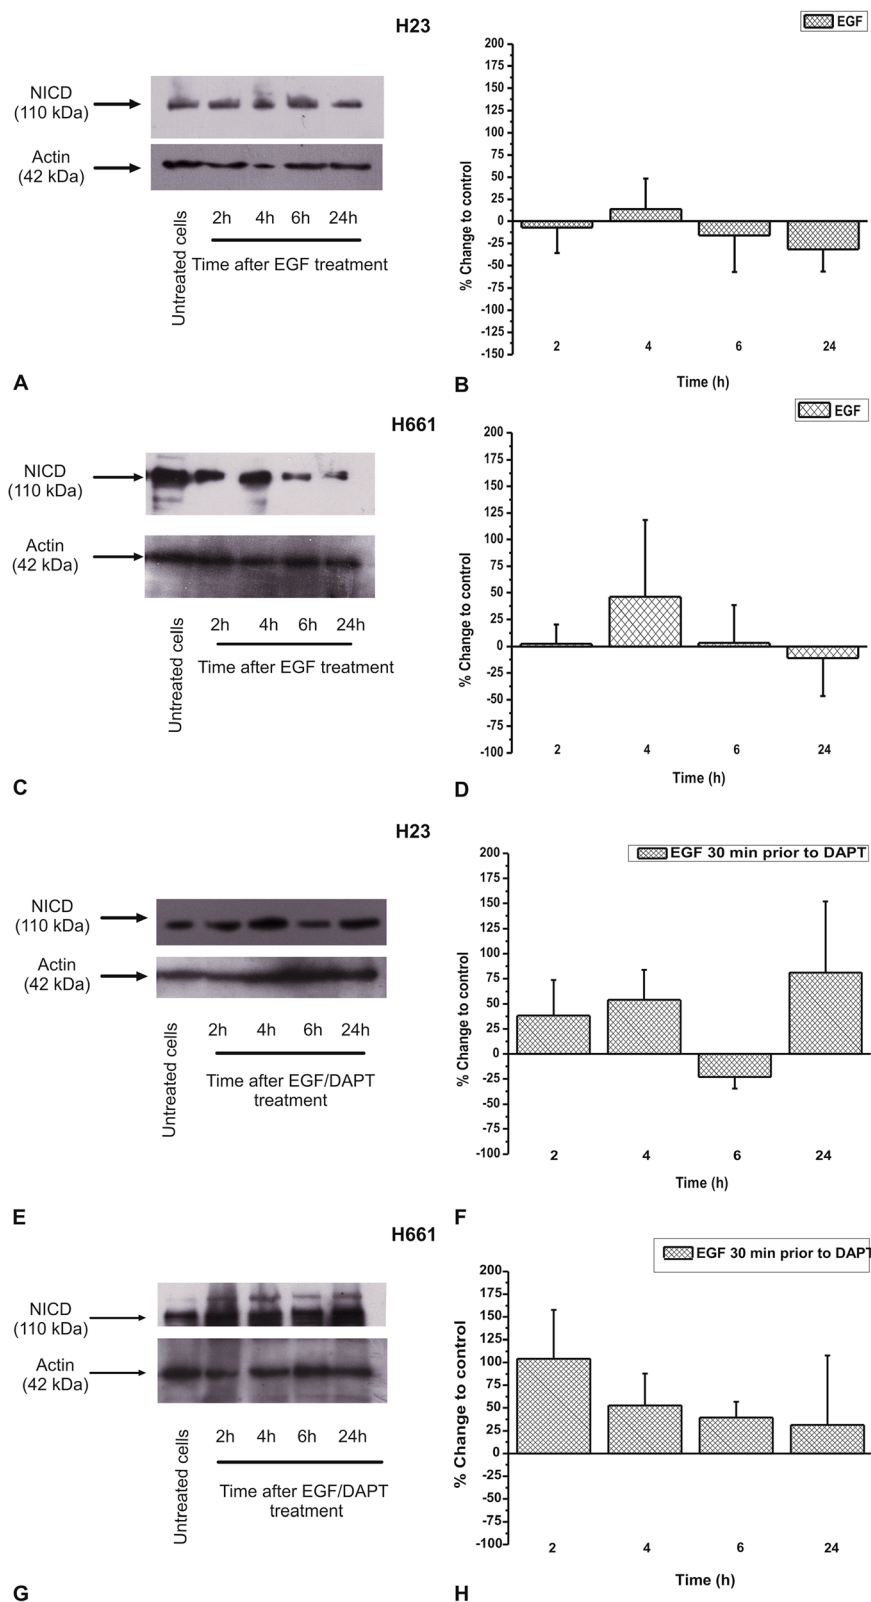 H23
EGF
NICD
(110 kDa)
Actin
(42 kDa)
2h 4h 6h 24h
Untreated cells
Time after EGF treatment
200
175
150
125
100
75
50
25
0
-25
-50
-75
-100
-125
-150
% Change to control
2 4 6 24
Time (h)
A
B
H661
EGF
NICD
(110 kDa)
Actin
(42 kDa)
2h 4h 6h 24h
Untreated cells
Time after EGF treatment
200
175
150
125
100
75
50
25
0
-25
-50
-75
-100
% Change to control
2 4 6 24
Time (h)
C
D
H23
EGF 30 min prior to DAPT
NICD
(110 kDa)
Actin
(42 kDa)
2h 4h 6h 24h
Untreated cells
Time after EGF/DAPT
treatment
200
175
150
125
100
75
50
25
0
-25
-50
-75
-100
% Change to control
2 4 6 24
Time (h)
E
F
H661
EGF 30 min prior to DAPT
NICD
(110 kDa)
Actin
(42 kDa)
2h 4h 6h 24h
Untreated cells
Time after EGF/DAPT
treatment
200
175
150
125
100
75
50
25
0
-25
-50
-75
-100
% Change to control
2 4 6 24
Time (h)
G
H